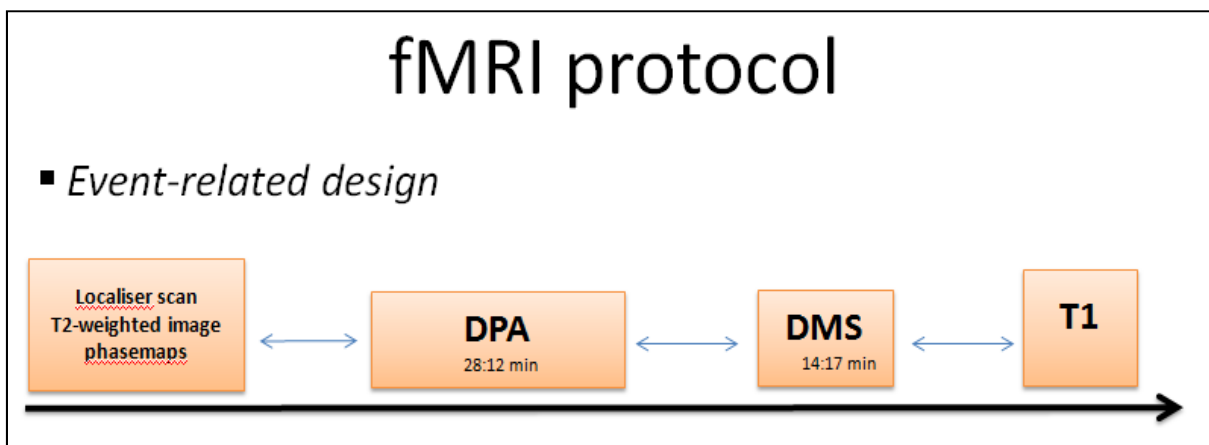 fMRI protocol
▪ Event-related design
Localiser scan
T2-weighted image
phasemaps
DPA
28:12 min
DMS
14:17 min
T1